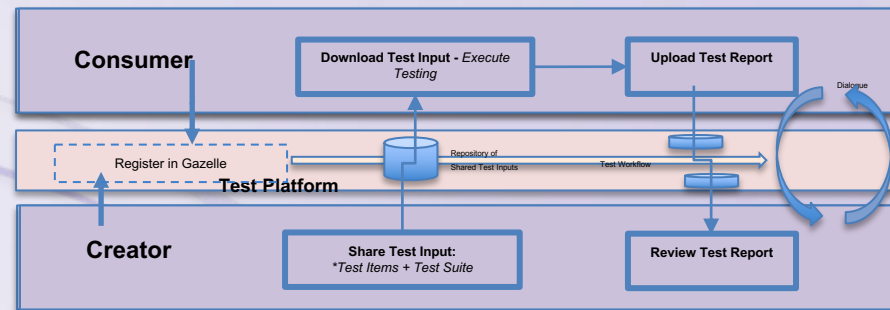 Consumer
Download Test Input - Execute
Testing
Upload Test Report
Dialogue
Register in Gazelle
Test Platform
Repository of
Shared Test Inputs
Test Workflow
Creator
Share Test Input:
*Test Items + Test Suite
Review Test Report